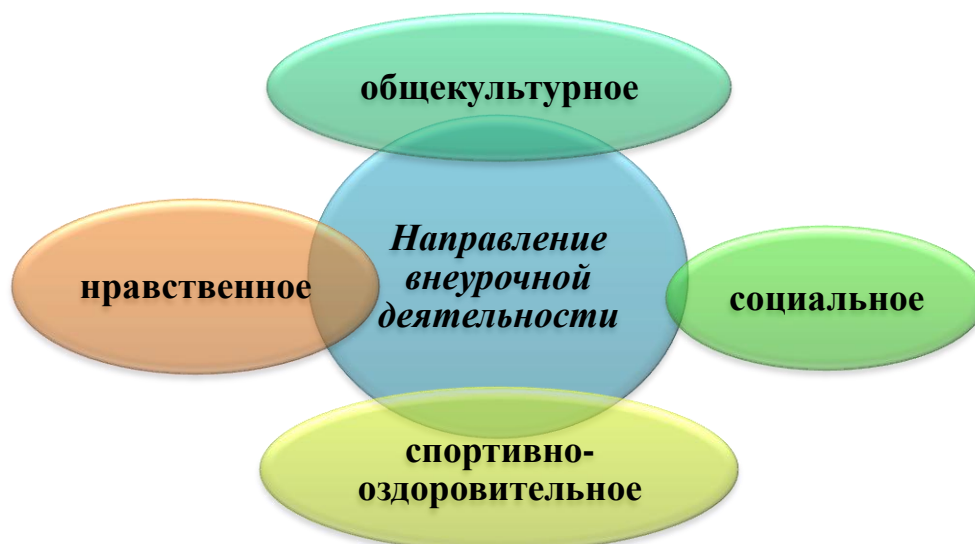 общекультурное
нравственное
Направление
внеурочной
деятельности
социальное
спортивно-
оздоровительное